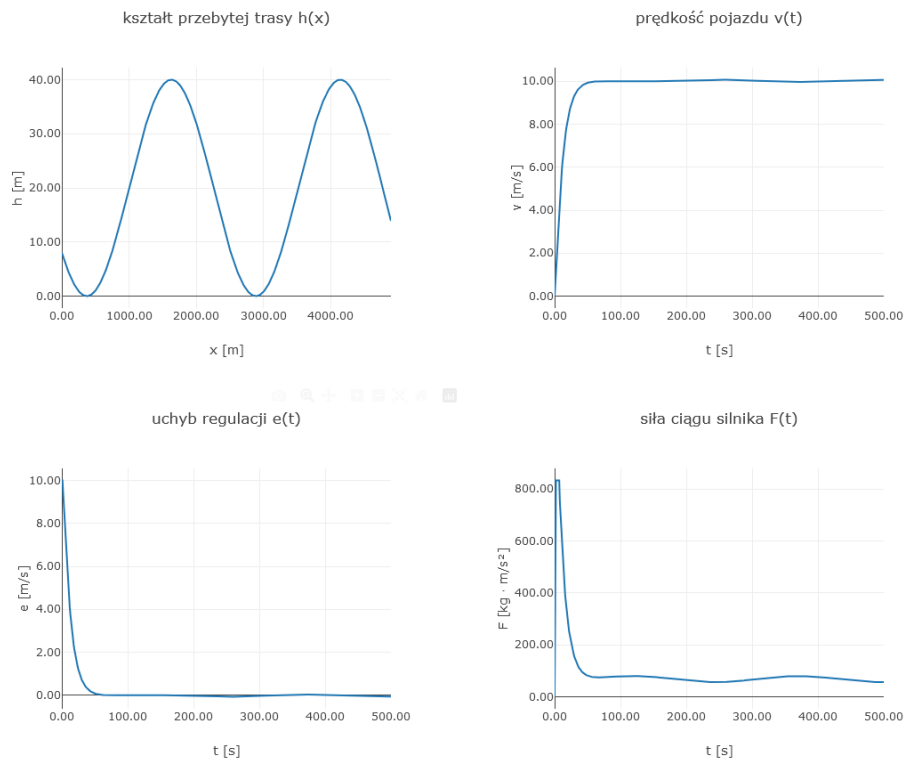 kształt przebytej trasy h(x)
h [m]
40.00
30.00
20.00
10.00
0.00
0.00 1000.00 2000.00 3000.00 4000.00
x [m]
prędkość pojazdu v(t)
v [m/s]
10.00
8.00
6.00
4.00
2.00
0.00
0.00 100.00 200.00 300.00 400.00 500.00
t [s]
uchyb regulacji e(t)
e [m/s]
10.00
8.00
6.00
4.00
2.00
0.00
0.00 100.00 200.00 300.00 400.00 500.00
t [s]
siła ciągu silnika F(t)
F [kg · m/s²]
800.00
600.00
400.00
200.00
0.00
0.00 100.00 200.00 300.00 400.00 500.00
t [s]